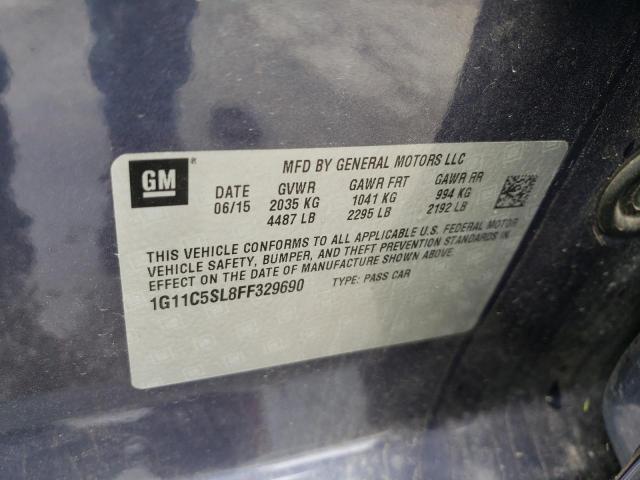 GM ®
MFD BY GENERAL MOTORS LLC
DATE GVWR GAWR FRT GAWR RR
06/15 2035 KG 1041 KG 994 KG
4487 LB 2295 LB 2192 LB
THIS VEHICLE CONFORMS TO ALL APPLICABLE U.S. FEDERAL MOTOR
VEHICLE SAFETY, BUMPER, AND THEFT PREVENTION STANDARDS IN
EFFECT ON THE DATE OF MANUFACTURE SHOWN ABOVE.
1G11C5SL8FF329690 TYPE: PASS CAR